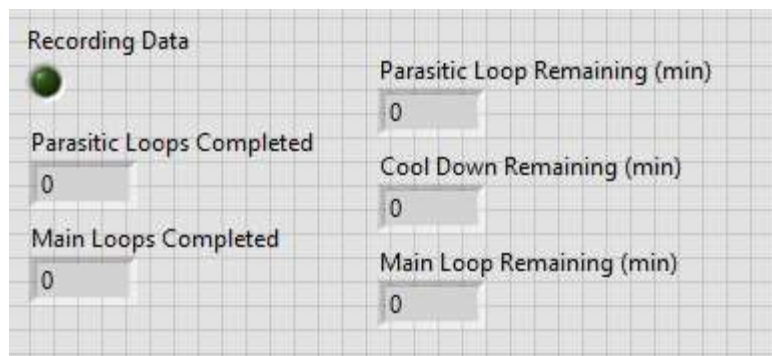 Recording Data
Parasitic Loops Completed
0
Main Loops Completed
0
Parasitic Loop Remaining (min)
0
Cool Down Remaining (min)
0
Main Loop Remaining (min)
0